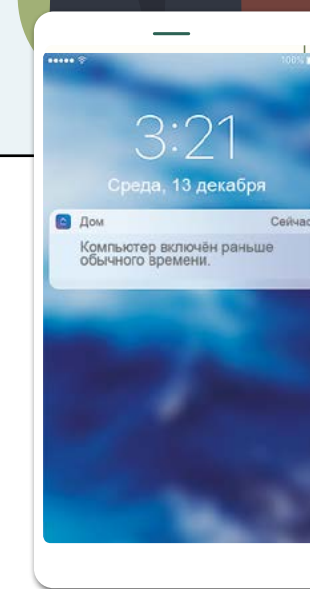 100%
3:21
Среда, 13 декабря
Дом Сейчас
Компьютер включён раньше
обычного времени.